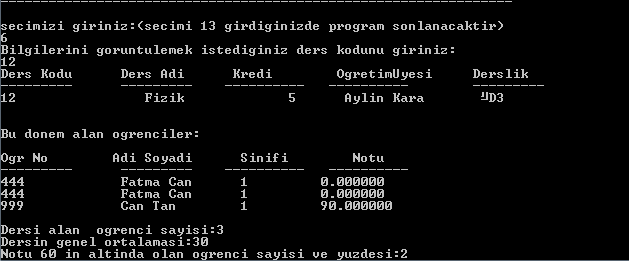 secimizi giriniz:(secimi 13 girdiginizde program sonlanacaktir)
6
Bilgilerini goruntulemek istediginiz ders kodunu giriniz:
12
Ders Kodu Ders Adi Kredi OgretimUyesi Derslik
12 Fizik 5 Aylin Kara D3
Bu donem alan ogrenciler:
Ogr No Adi Soyadi Sinifi Notu
444 Fatma Can 1 0.000000
444 Fatma Can 1 0.000000
999 Can Tan 1 90.000000
Dersi alan ogrenci sayisi:3
Dersin genel ortalamasi:30
Notu 60 in altinda olan ogrenci sayisi ve yuzdesi:2